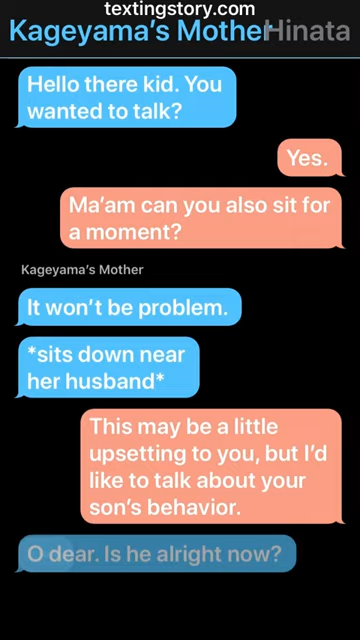 textingstory.com
Kageyama's Mother Hinata
Hello there kid. You
wanted to talk?
Yes.
Ma'am can you also sit for
a moment?
Kageyama's Mother
It won't be problem.
*sits down near
her husband*
This may be a little
upsetting to you, but I'd
like to talk about your
son's behavior.
O dear. Is he alright now?